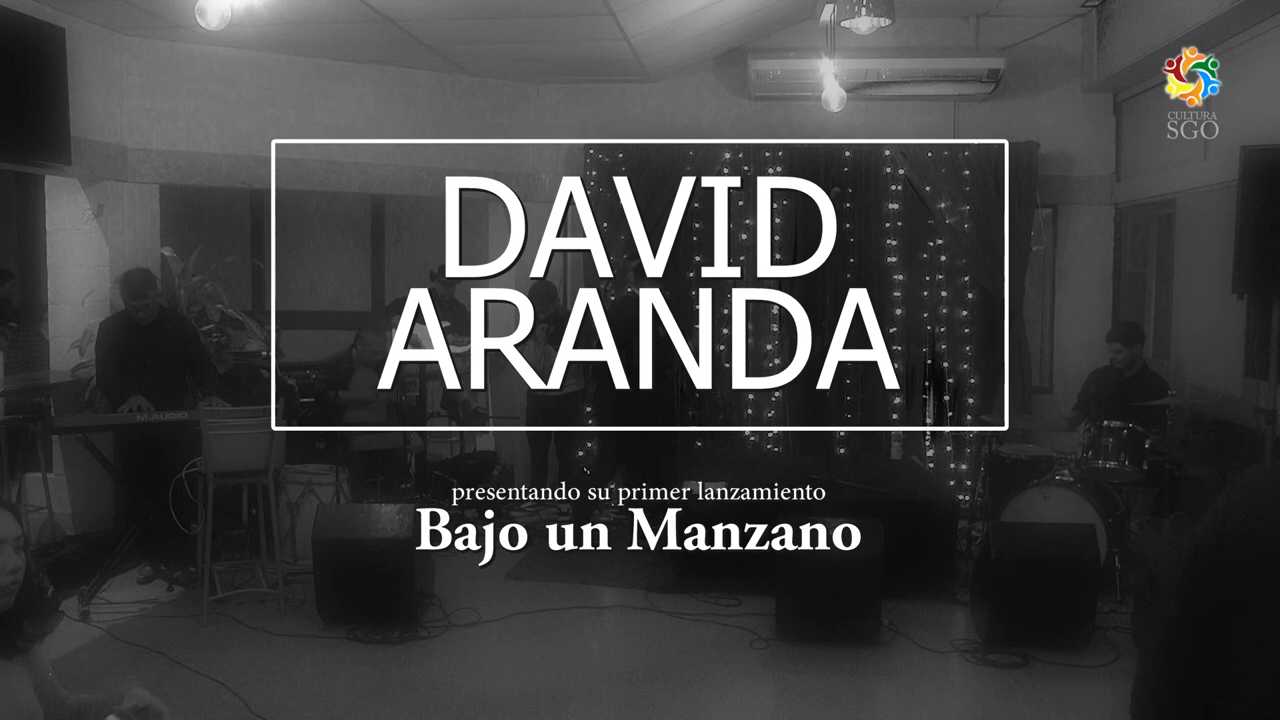 CULTURA
SGO
DAVID
ARANDA
M-AUDIO
presentando su primer lanzamiento
Bajo un Manzano